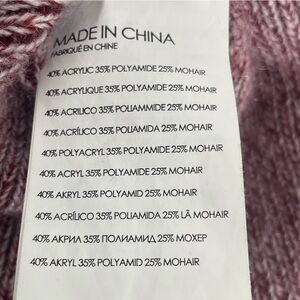 MADE IN CHINA
FABRIQUÉ EN CHINE
40% ACRYLIC 35% POLYAMIDE 25% MOHAIR
40% ACRYLIQUE 35% POLYAMIDE 25% MOHAIR
40% ACRILICO 35% POLIAMMIDE 25% MOHAIR
40% ACRÍLICO 35% POLIAMIDA 25% MOHAIR
40% POLYACRYL 35% POLYAMIDE 25% MOHAIR
40% ACRYL 35% POLYAMID 25% MOHAIR
40% AKRYL 35% POLYAMID 25% MOHAIR
40% ACRÍLICO 35% POLIAMIDA 25% LÃ MOHAIR
40% АКРИЛ 35% ПОЛИАМИД 25% МОХЕР
40% AKRYL 35% POLYAMID 25% MOHAIR